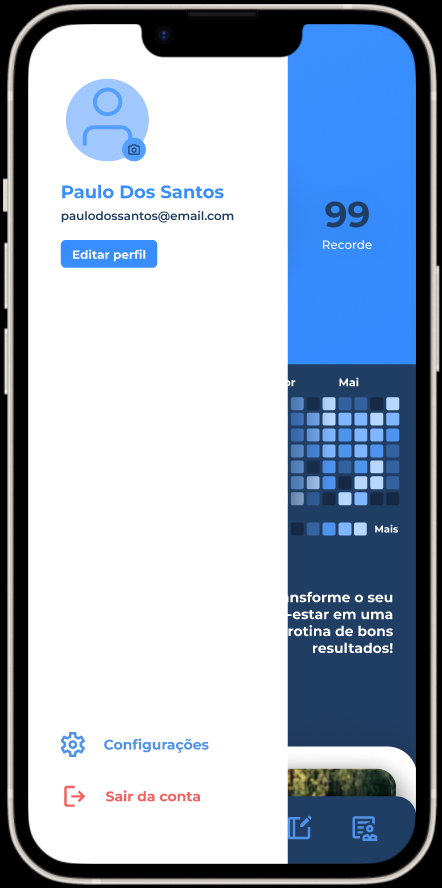 Paulo Dos Santos
paulodossantos@email.com
Editar perfil
99
Recorde
Mai
Mais
o seu
-estar em uma
rotina de bons
resultados!
Configurações
Sair da conta